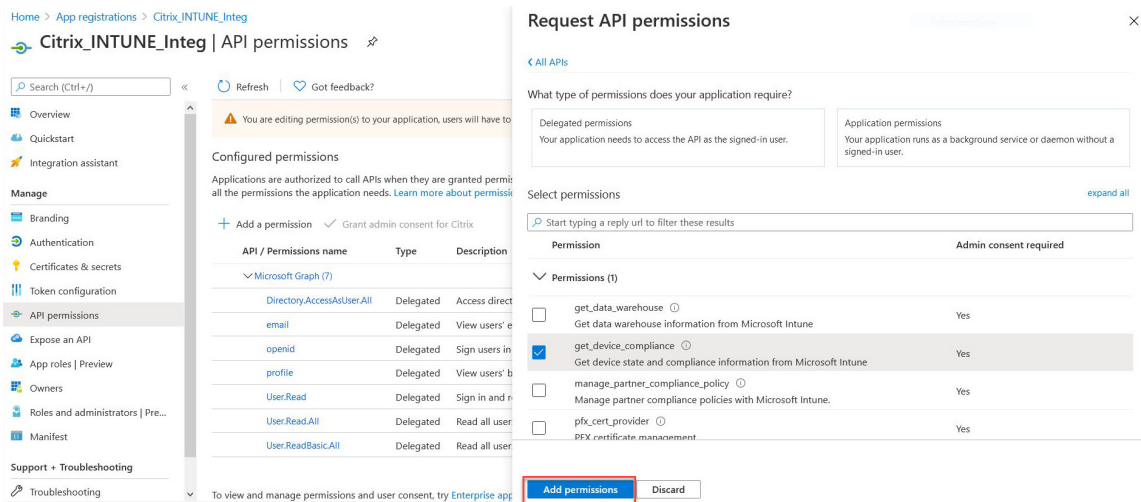 Home > App registrations > Citrix_INTUNE_Integ
Citrix_INTUNE_Integ | API permissions
Search (Ctrl+/)
«
Overview
Quickstart
Integration assistant
Manage
Branding
Authentication
Certificates & secrets
Token configuration
API permissions
Expose an API
App roles | Preview
Owners
Roles and administrators | Pre...
Manifest
Support + Troubleshooting
Troubleshooting
Refresh
Got feedback?
You are editing permission(s) to your application, users will have to
Configured permissions
Applications are authorized to call APIs when they are granted permis
all the permissions the application needs. Learn more about permissio
Add a permission
Grant admin consent for Citrix
API / Permissions name Type Description
Microsoft Graph (7)
Directory.AccessAsUser.All Delegated Access direct
email Delegated View users' e
openid Delegated Sign users in
profile Delegated View users' b
User.Read Delegated Sign in and r
User.Read.All Delegated Read all user
User.ReadBasic.All Delegated Read all user
To view and manage permissions and user consent, try Enterprise app
Request API permissions
All APIs
What type of permissions does your application require?
Delegated permissions
Your application needs to access the API as the signed-in user.
Application permissions
Your application runs as a background service or daemon without a
signed-in user.
Select permissions
expand all
Start typing a reply url to filter these results
Permission Admin consent required
Permissions (1)
get_data_warehouse
Get data warehouse information from Microsoft Intune
Yes
get_device_compliance
Get device state and compliance information from Microsoft Intune
Yes
manage_partner_compliance_policy
Manage partner compliance policies with Microsoft Intune.
Yes
pfx_cert_provider
PFX certificate management
Yes
Add permissions
Discard